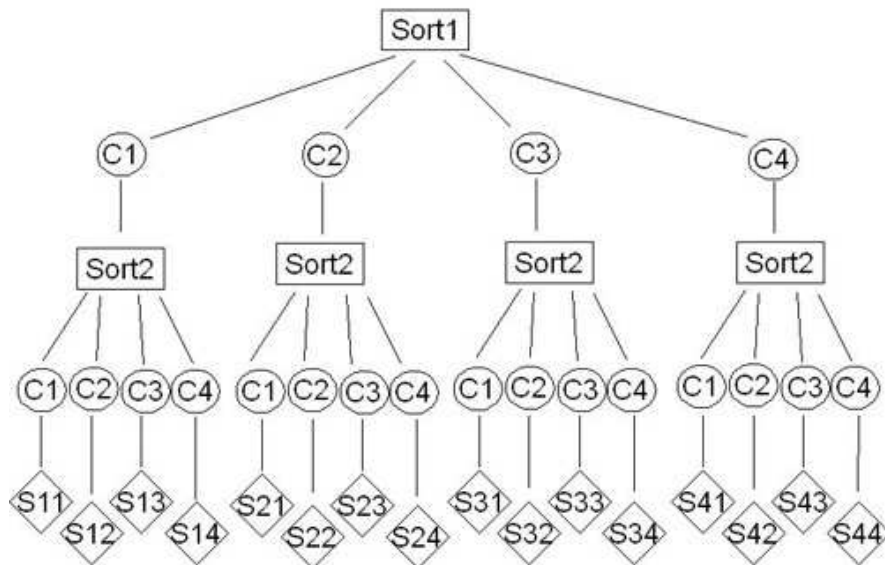 Sort1
C1 C2 C3 C4
Sort2 Sort2 Sort2 Sort2
C1 C2 C3 C4 C1 C2 C3 C4 C1 C2 C3 C4 C1 C2 C3 C4
S11 S13 S21 S23 S31 S33 S41 S43
S12 S14 S22 S24 S32 S34 S42 S44